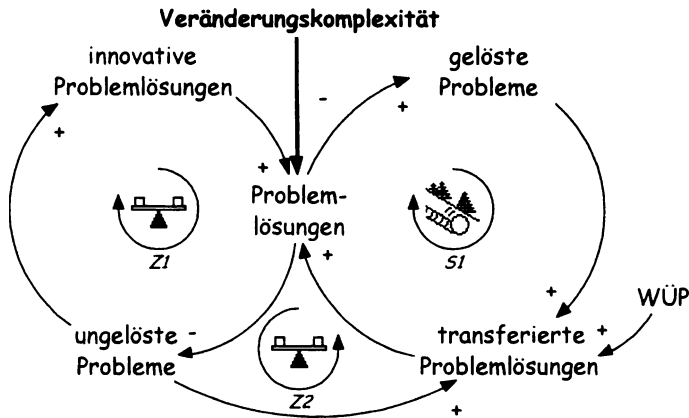 Veränderungskomplexität
innovative
Problemlösungen
gelöste
Probleme
-
+
+
+
Problem-
lösungen
Z1
S1
+
+
WÜP
ungelöste -
Probleme
transferierte +
Problemlösungen
Z2
+